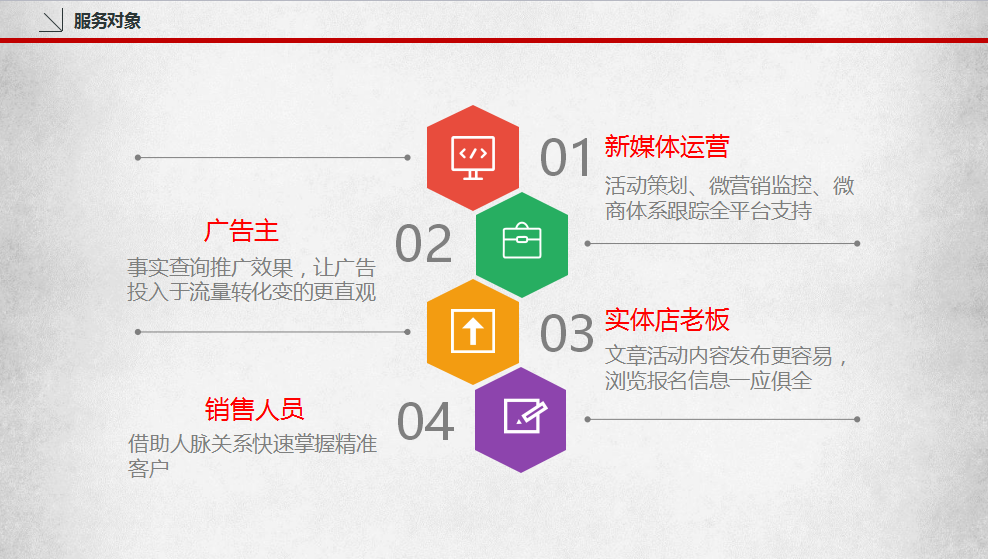 服务对象
01
新媒体运营
活动策划、微营销监控、微
商体系跟踪全平台支持
02
广告主
事实查询推广效果，让广告
投入于流量转化变的更直观
03
实体店老板
文章活动内容发布更容易，
浏览报名信息一应俱全
04
销售人员
借助人脉关系快速掌握精准
客户